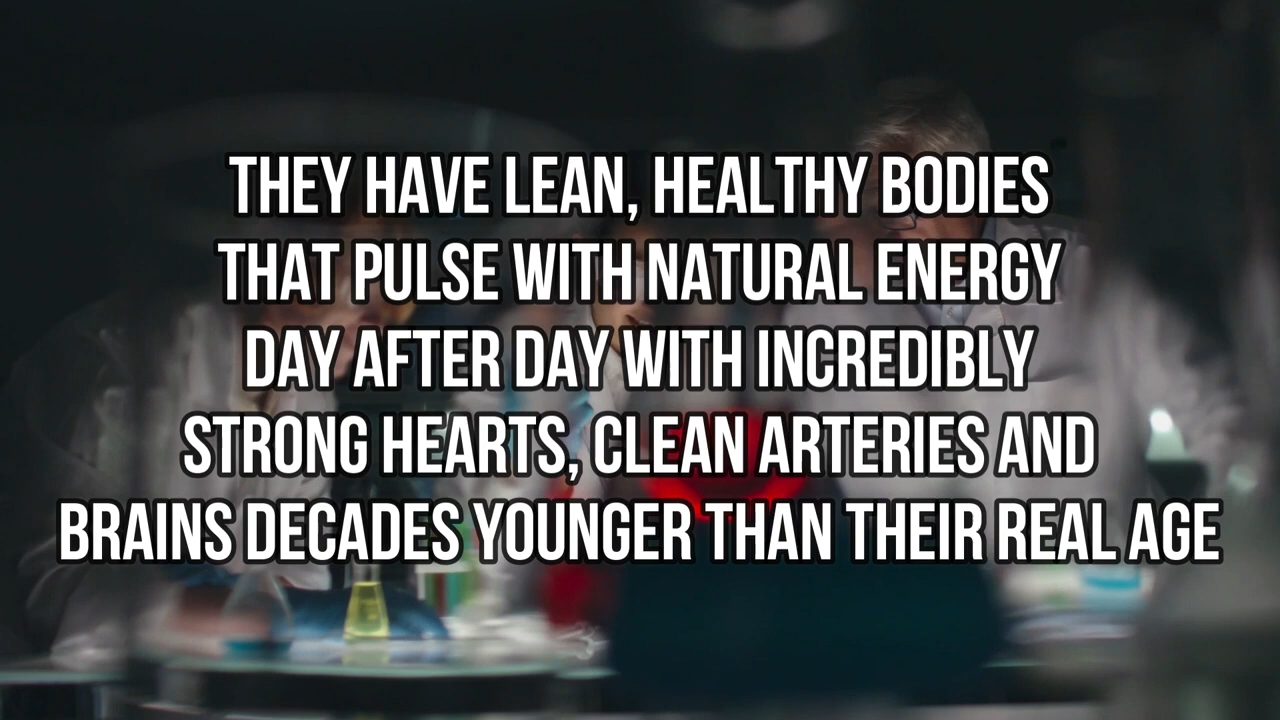 THEY HAVE LEAN, HEALTHY BODIES
THAT PULSE WITH NATURAL ENERGY
DAY AFTER DAY WITH INCREDIBLY
STRONG HEARTS, CLEAN ARTERIES AND
BRAINS DECADES YOUNGER THAN THEIR REAL AGE